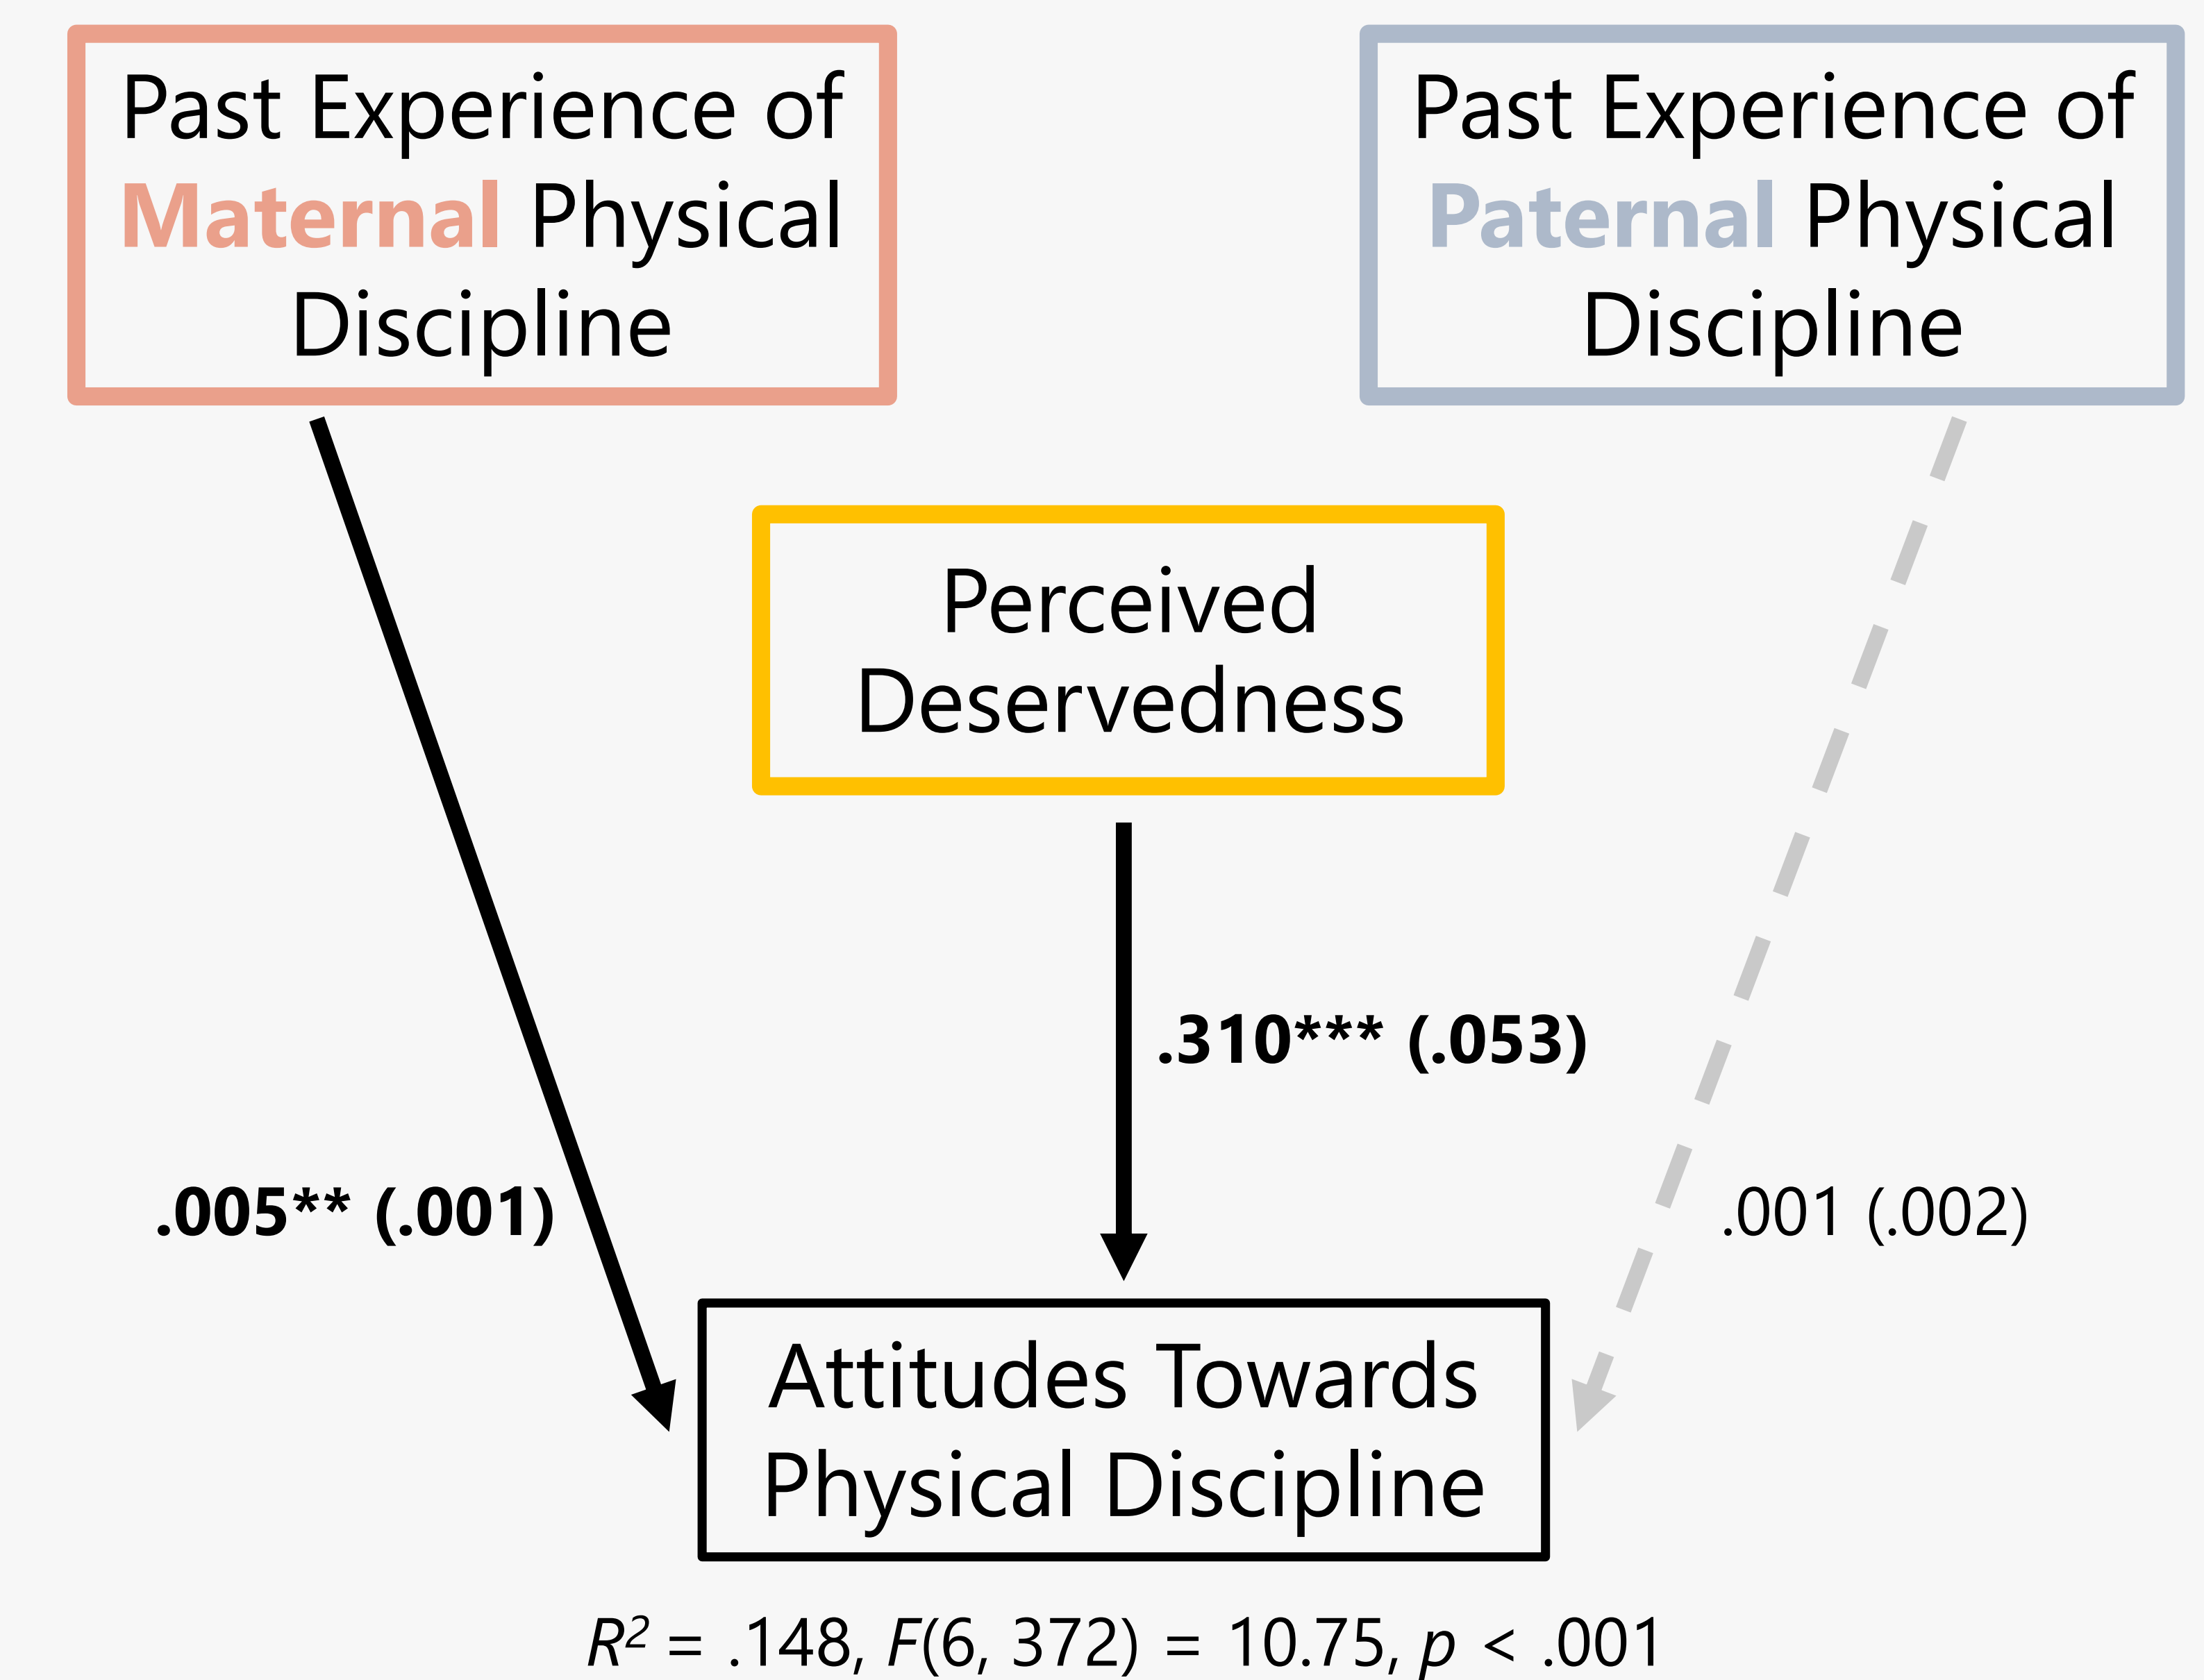 Past Experience of
Maternal Physical
Discipline
Past Experience of
Paternal Physical
Discipline
Perceived
Deservedness
.310*** (.053)
.005** (.001)
.001 (.002)
Attitudes Towards
Physical Discipline
R² = .148, F(6, 372) = 10.75, p < .001